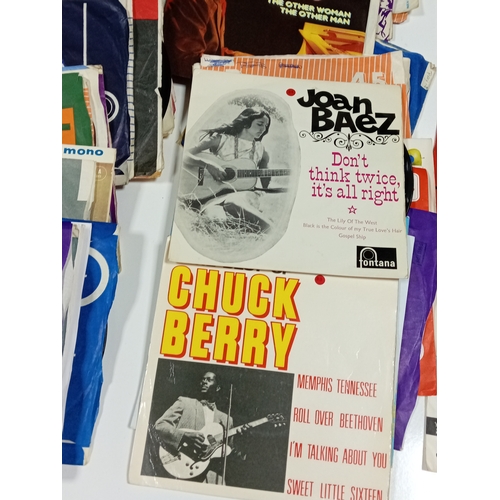 THE OTHER WOMAN
THE OTHER MAN
45
mono
Joan
BAEZ
Don't
think twice,
it's all right
The Lily Of The West
Black is the Colour of my True Love's Hair
Gospel Ship
fontana
CHUCK
BERRY
MEMPHIS TENNESSEE
ROLL OVER BEETHOVEN
I'M TALKING ABOUT YOU
SWEET LITTLE SIXTEEN